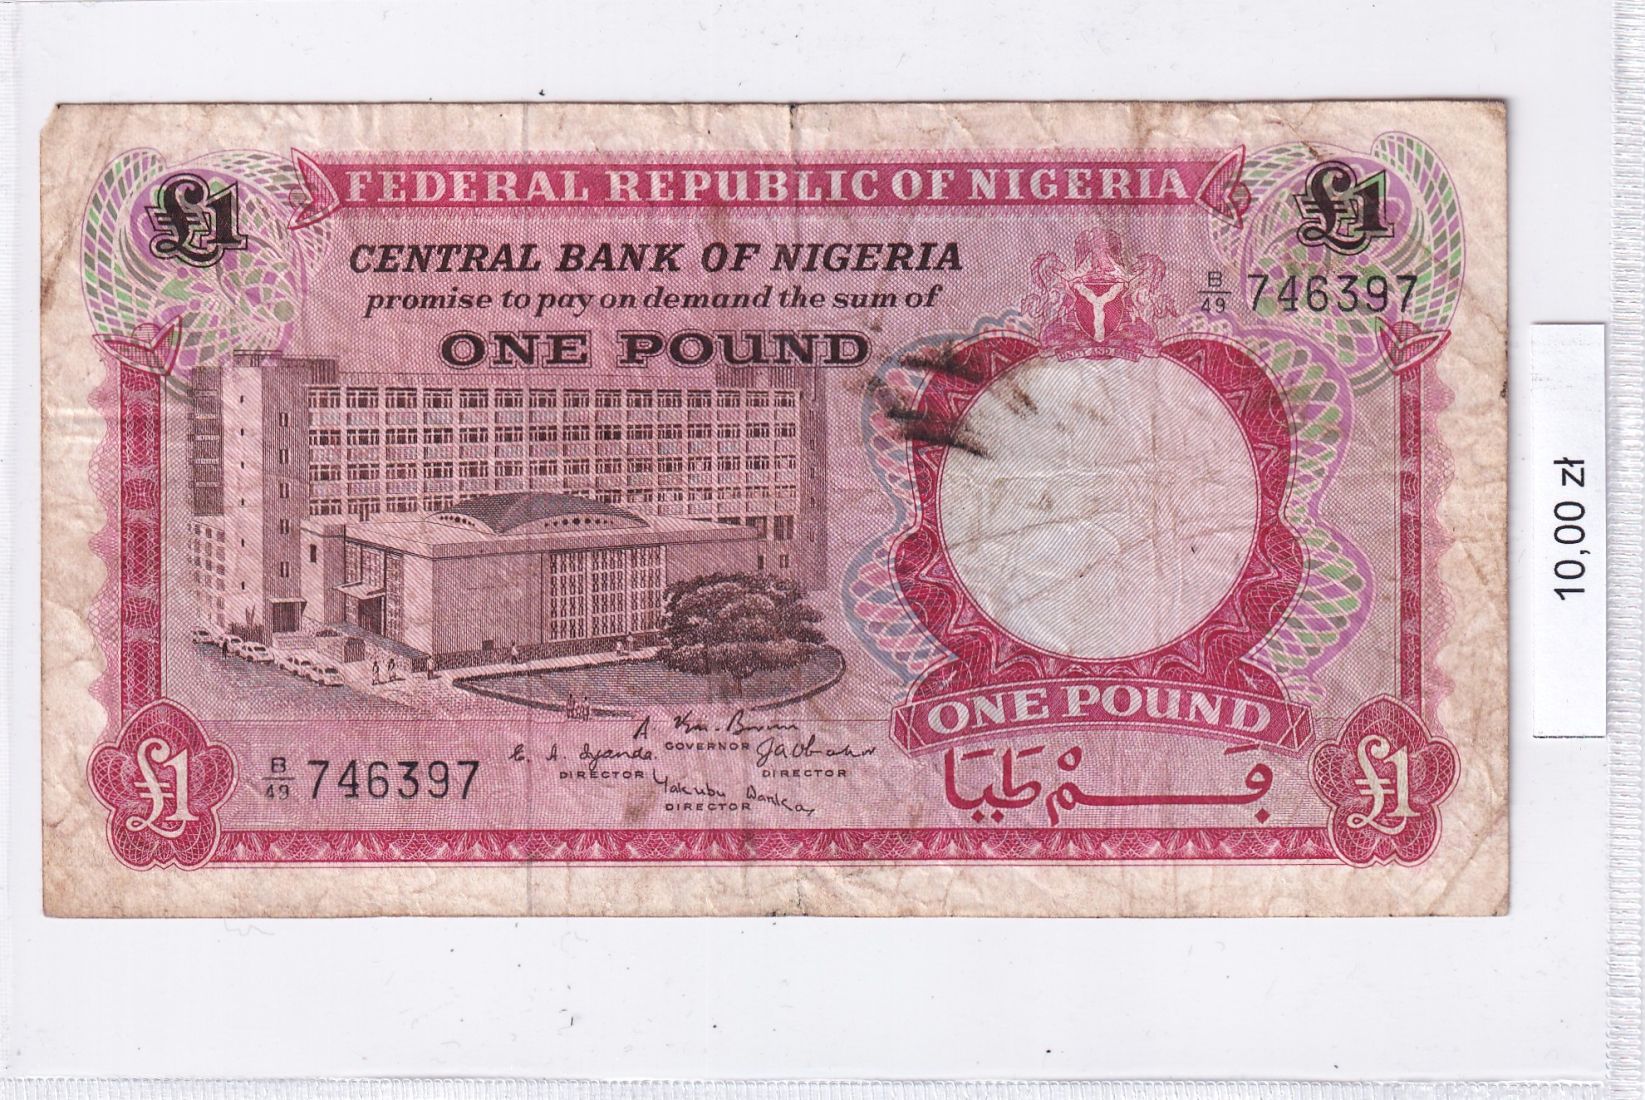 £1
FEDERAL REPUBLIC OF NIGERIA
£1
CENTRAL BANK OF NIGERIA
promise to pay on demand the sum of
ONE POUND
B/49 746397
ONE POUND
GOVERNOR
DIRECTOR
DIRECTOR
DIRECTOR
B/49 746397
فَـــمْ طَبَيَا
£1
£1
10,00 zł